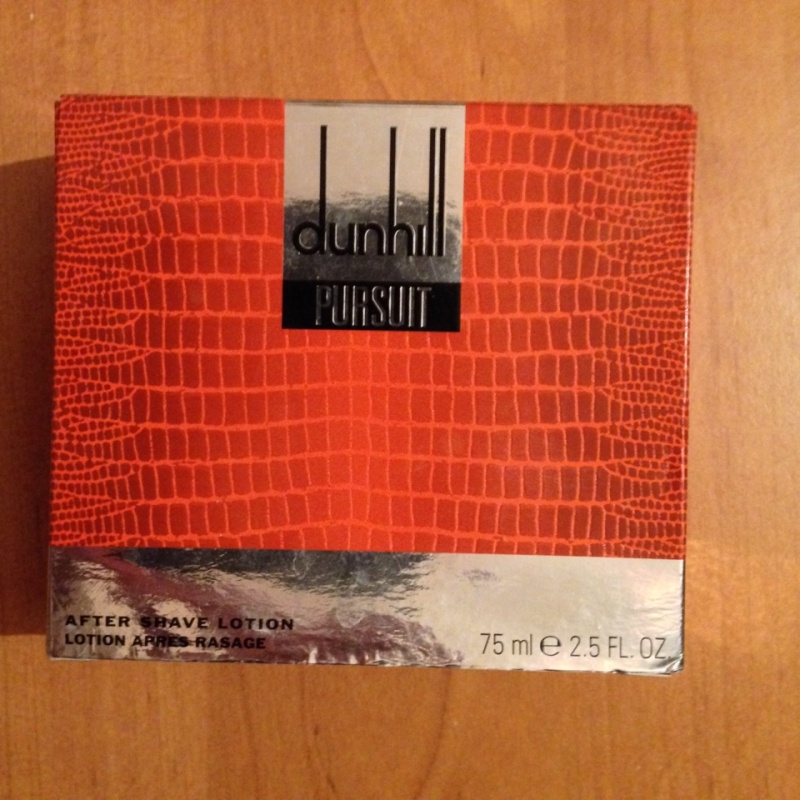 dunhill
PURSUIT
AFTER SHAVE LOTION
LOTION APRES-RASAGE
75 ml ℮ 2.5 FL. OZ.